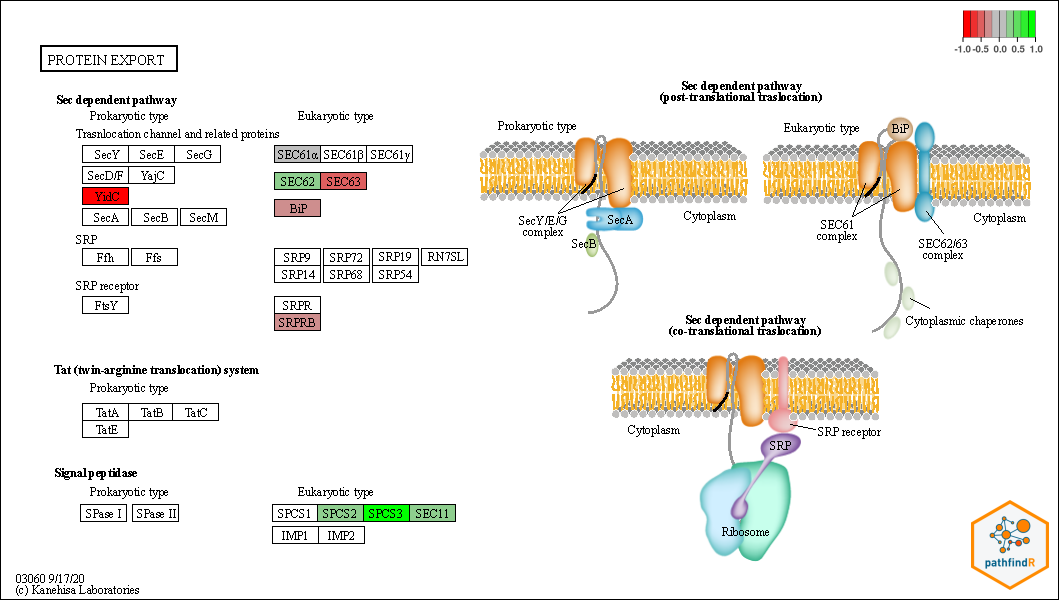 -1.0 -0.5 0.0 0.5 1.0
PROTEIN EXPORT
Sec dependent pathway
Prokaryotic type
Eukaryotic type
Trasnlocation channel and related proteins
SecY SecE SecG
SEC61α SEC61β SEC61γ
SecD/F YajC
SEC62 SEC63
YidC
BiP
SecA SecB SecM
SRP
Ffh Ffs
SRP9 SRP72 SRP19 RN7SL
SRP14 SRP68 SRP54
SRP receptor
FtsY
SRPR
SRPRB
Tat (twin-arginine translocation) system
Prokaryotic type
TatA TatB TatC
TatE
Signal peptidase
Prokaryotic type
Eukaryotic type
SPase I SPase II
SPCS1 SPCS2 SPCS3 SEC11
IMP1 IMP2
03060 9/17/20
(c) Kanehisa Laboratories
Sec dependent pathway
(post-translational traslocation)
Prokaryotic type
SecY/E/G
complex
SecA
SecB
Cytoplasm
Eukaryotic type
BiP
SEC61
complex
Cytoplasm
SEC62/63
complex
Cytoplasmic chaperones
Sec dependent pathway
(co-translational traslocation)
Cytoplasm
SRP receptor
SRP
Ribosome
pathfindR